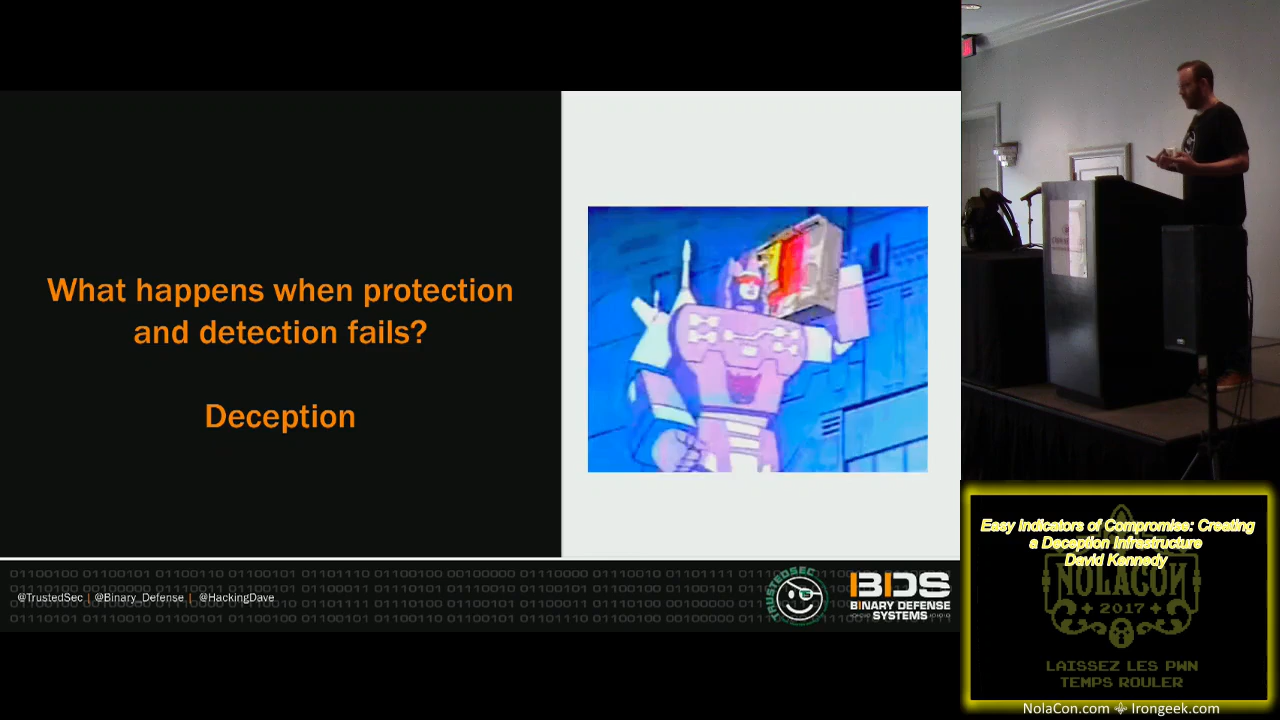 What happens when protection
and detection fails?
Deception
@TrustedSec | @Binary_Defense | @HackingDave
TRUSTEDSEC
BDS
BINARY DEFENSE
SYSTEMS
Easy Indicators of Compromise: Creating
a Deception Infrastructure
David Kennedy
NOLACON
2017
LAISSEZ LES PWN
TEMPS ROULER
NolaCon.com ⚜ Irongeek.com